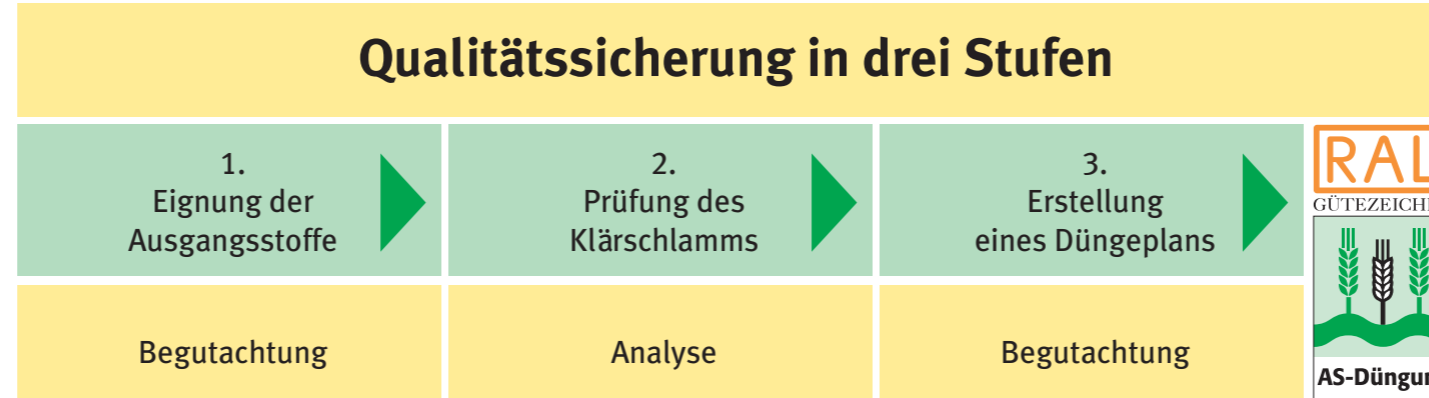 Qualitätssicherung in drei Stufen
1.
Eignung der
Ausgangsstoffe
2.
Prüfung des
Klärschlamms
3.
Erstellung
eines Düngeplans
Begutachtung
Analyse
Begutachtung
RAL